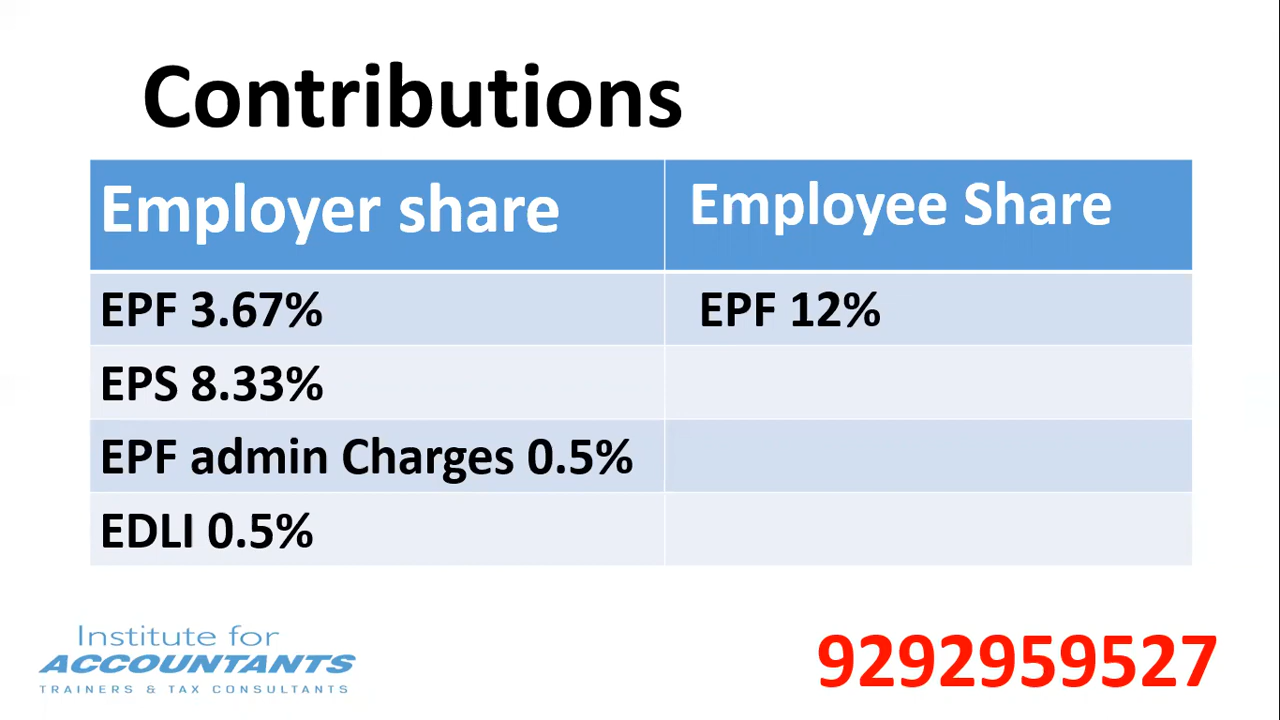 Contributions
Employer share
Employee Share
EPF 3.67%
EPF 12%
EPS 8.33%
EPF admin Charges 0.5%
EDLI 0.5%
Institute for
ACCOUNTANTS
TRAINERS & TAX CONSULTANTS
9292959527